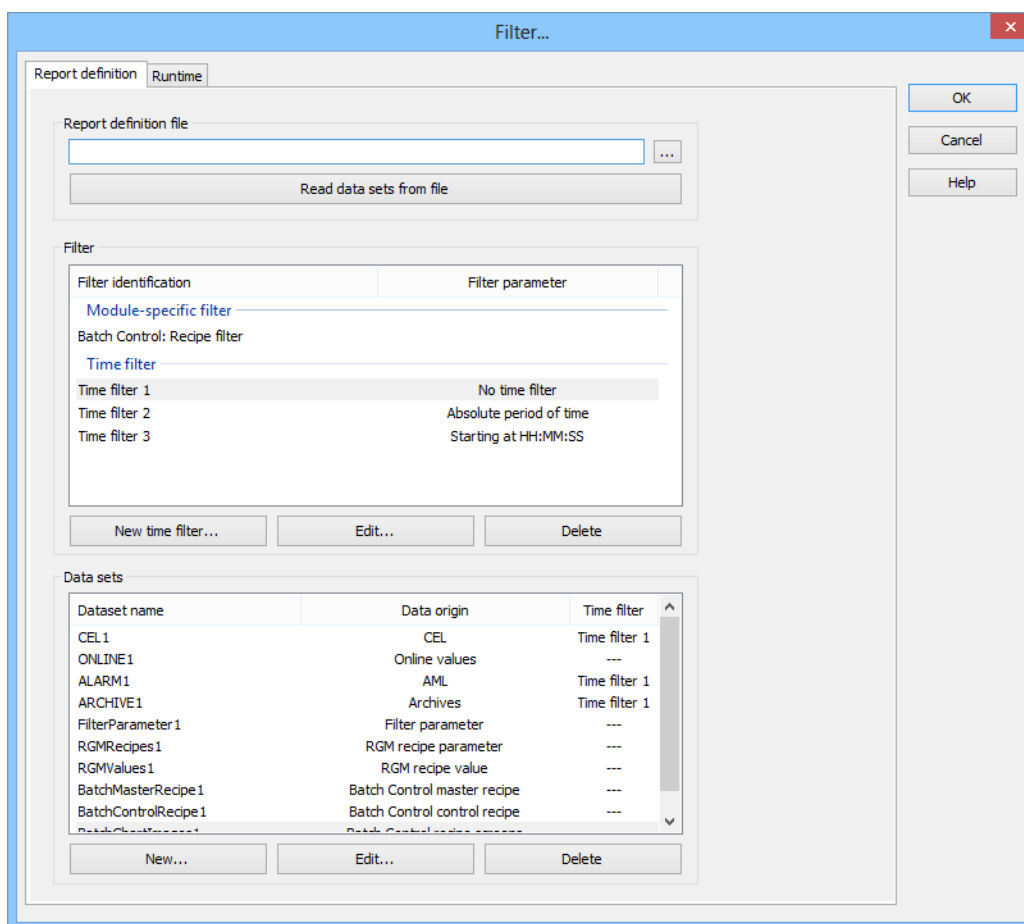 Filter...
Report definition Runtime
OK
Cancel
Help
Report definition file
...
Read data sets from file
Filter
Filter identification Filter parameter
Module-specific filter
Batch Control: Recipe filter
Time filter
Time filter 1 No time filter
Time filter 2 Absolute period of time
Time filter 3 Starting at HH:MM:SS
New time filter... Edit... Delete
Data sets
Dataset name Data origin Time filter
CEL1 CEL Time filter 1
ONLINE1 Online values ---
ALARM1 AML Time filter 1
ARCHIVE1 Archives Time filter 1
FilterParameter1 Filter parameter ---
RGMRecipes1 RGM recipe parameter ---
RGMValues1 RGM recipe value ---
BatchMasterRecipe1 Batch Control master recipe ---
BatchControlRecipe1 Batch Control control recipe ---
BatchChartImages1 Batch Control recipe screens
New... Edit... Delete